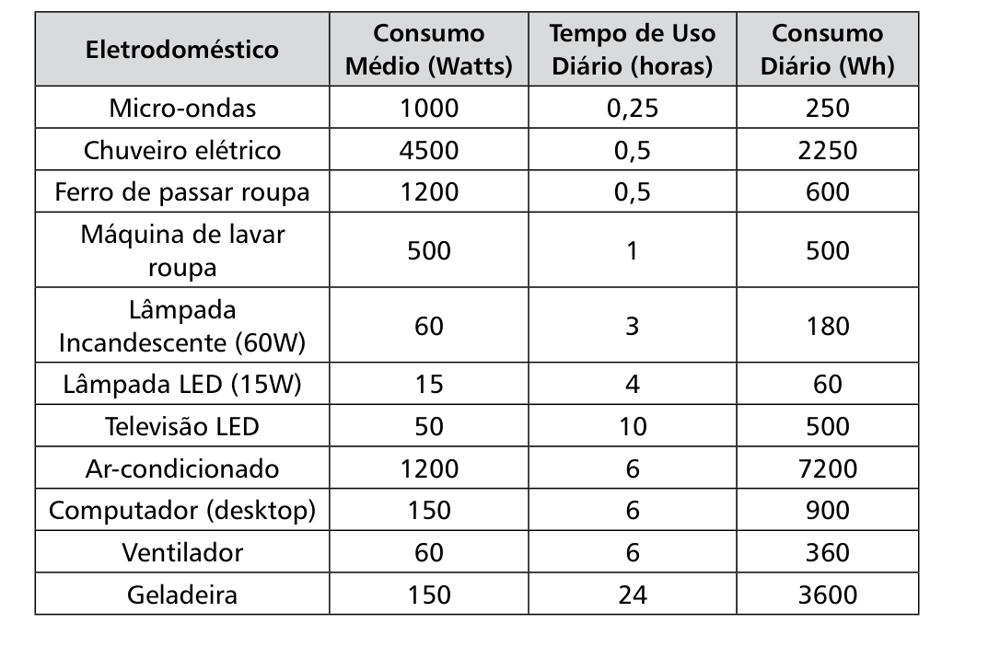 Eletrodoméstico Consumo Médio (Watts) Tempo de Uso Diário (horas) Consumo Diário (Wh)
Micro-ondas 1000 0,25 250
Chuveiro elétrico 4500 0,5 2250
Ferro de passar roupa 1200 0,5 600
Máquina de lavar roupa 500 1 500
Lâmpada Incandescente (60W) 60 3 180
Lâmpada LED (15W) 15 4 60
Televisão LED 50 10 500
Ar-condicionado 1200 6 7200
Computador (desktop) 150 6 900
Ventilador 60 6 360
Geladeira 150 24 3600